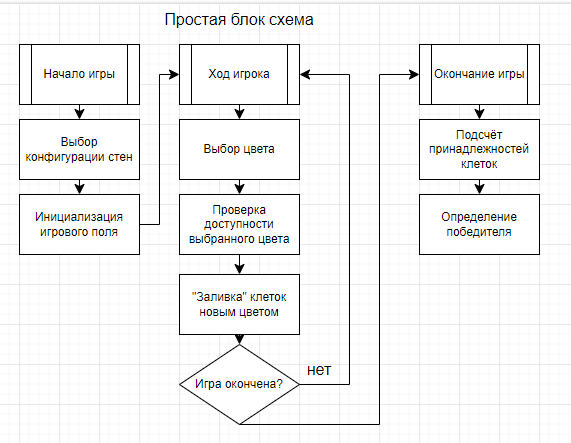 Простая блок схема
Начало игры
Выбор
конфигурации стен
Инициализация
игрового поля
Ход игрока
Выбор цвета
Проверка
доступности
выбранного цвета
"Заливка" клеток
новым цветом
Игра окончена?
нет
Окончание игры
Подсчёт
принадлежностей
клеток
Определение
победителя